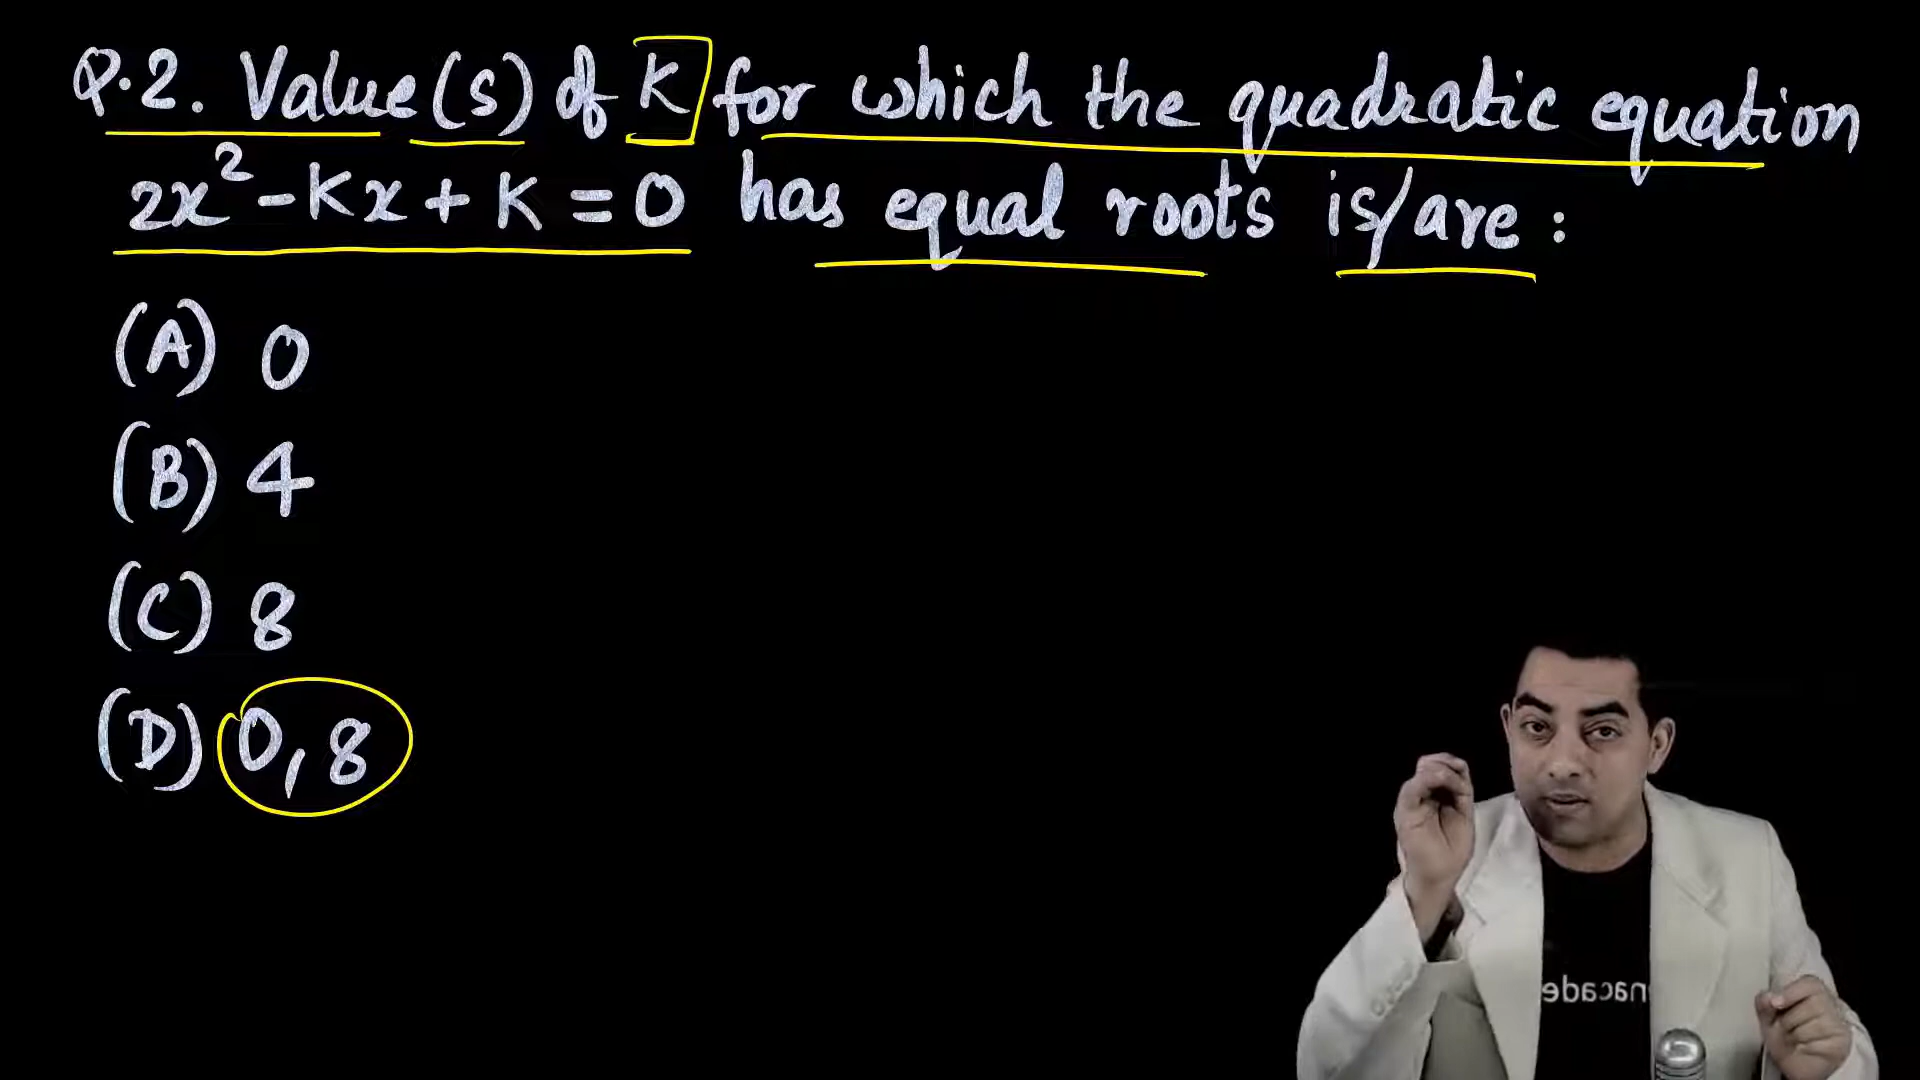 Q.2. Value(s) of K for which the quadratic equation
2x² - Kx + K = 0 has equal roots is/are :
(A) 0
(B) 4
(C) 8
(D) 0, 8